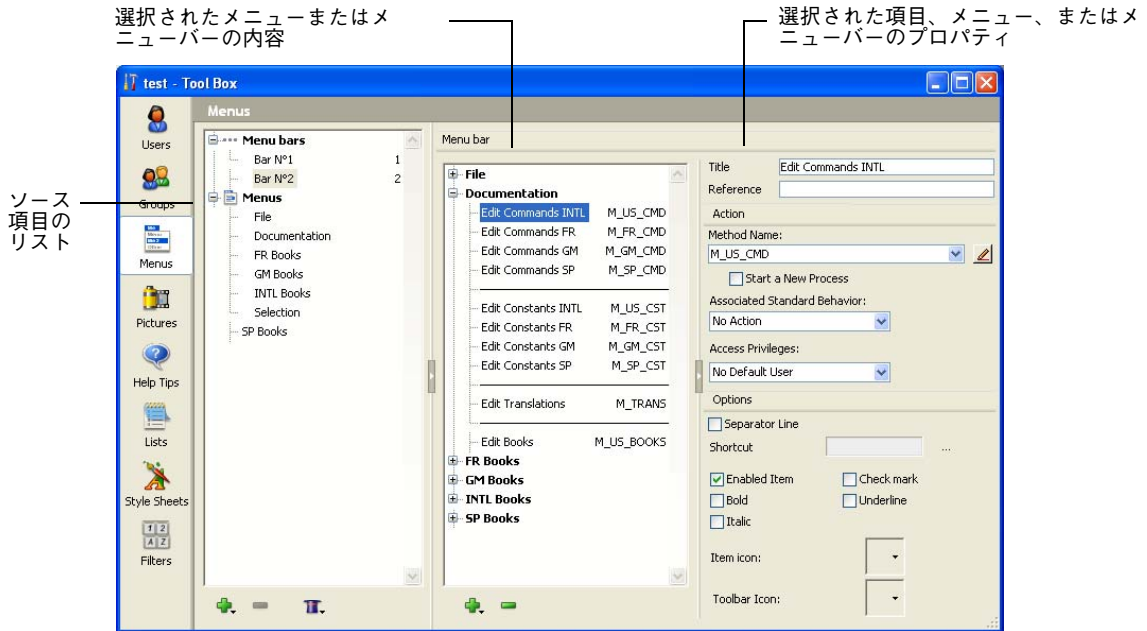 選択されたメニューまたはメ
ニューバーの内容
選択された項目、メニュー、またはメ
ニューバーのプロパティ
ソース
項目の
リスト
test - Tool Box
Users
Groups
Menus
Pictures
Help Tips
Lists
Style Sheets
Filters
Menus
Menu bars
Bar N°1 1
Bar N°2 2
Menus
File
Documentation
FR Books
GM Books
INTL Books
Selection
SP Books
Menu bar
File
Documentation
Edit Commands INTL M_US_CMD
Edit Commands FR M_FR_CMD
Edit Commands GM M_GM_CMD
Edit Commands SP M_SP_CMD
Edit Constants INTL M_US_CST
Edit Constants FR M_FR_CST
Edit Constants GM M_GM_CST
Edit Constants SP M_SP_CST
Edit Translations M_TRANS
Edit Books M_US_BOOKS
FR Books
GM Books
INTL Books
SP Books
Title Edit Commands INTL
Reference
Action
Method Name:
M_US_CMD
Start a New Process
Associated Standard Behavior:
No Action
Access Privileges:
No Default User
Options
Separator Line
Shortcut ...
Enabled Item Check mark
Bold Underline
Italic
Item icon:
Toolbar Icon: